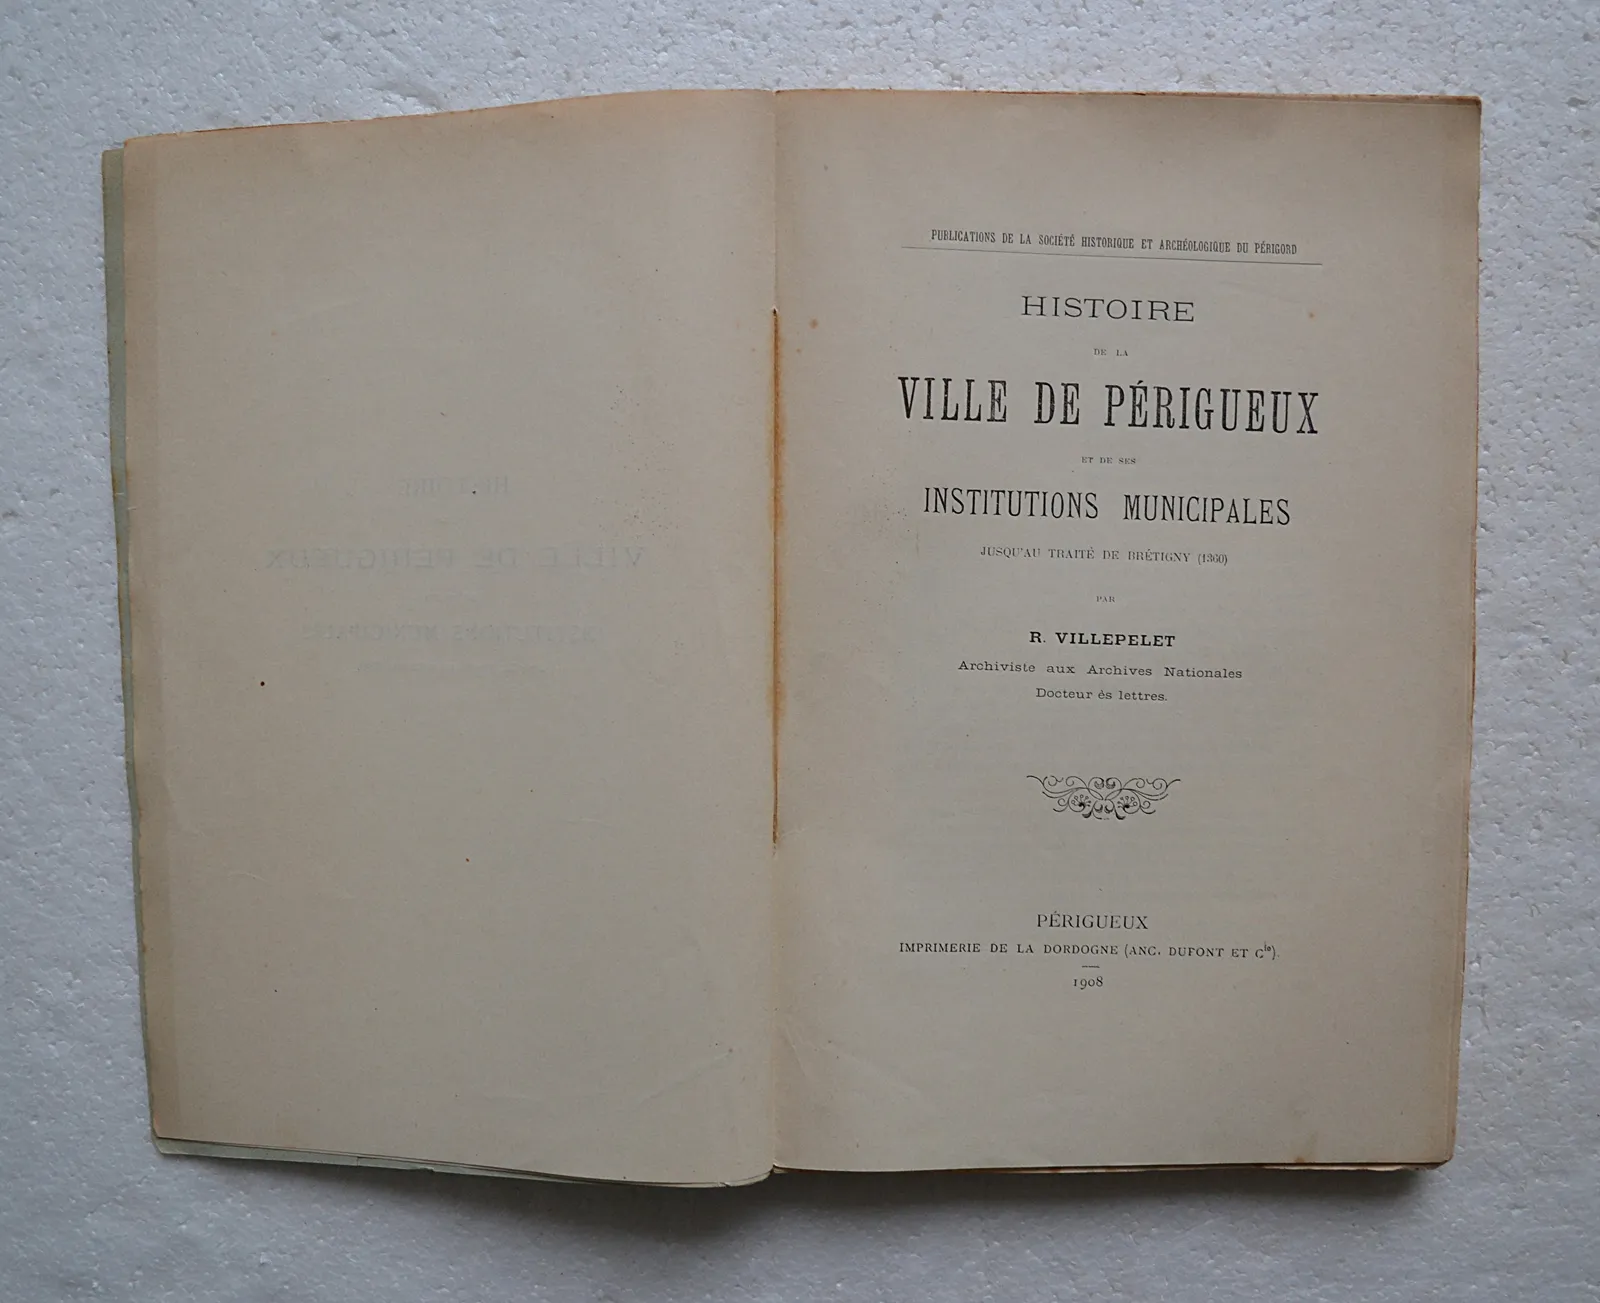 PUBLICATIONS DE LA SOCIÉTÉ HISTORIQUE ET ARCHÉOLOGIQUE DU PÉRIGORD
HISTOIRE
DE LA
VILLE DE PÉRIGUEUX
ET DE SES
INSTITUTIONS MUNICIPALES
JUSQU'AU TRAITÉ DE BRÉTIGNY (1360)
PAR
R. VILLEPELET
Archiviste aux Archives Nationales
Docteur ès lettres.
PÉRIGUEUX
IMPRIMERIE DE LA DORDOGNE (ANC. DUPONT ET Cie).
1908